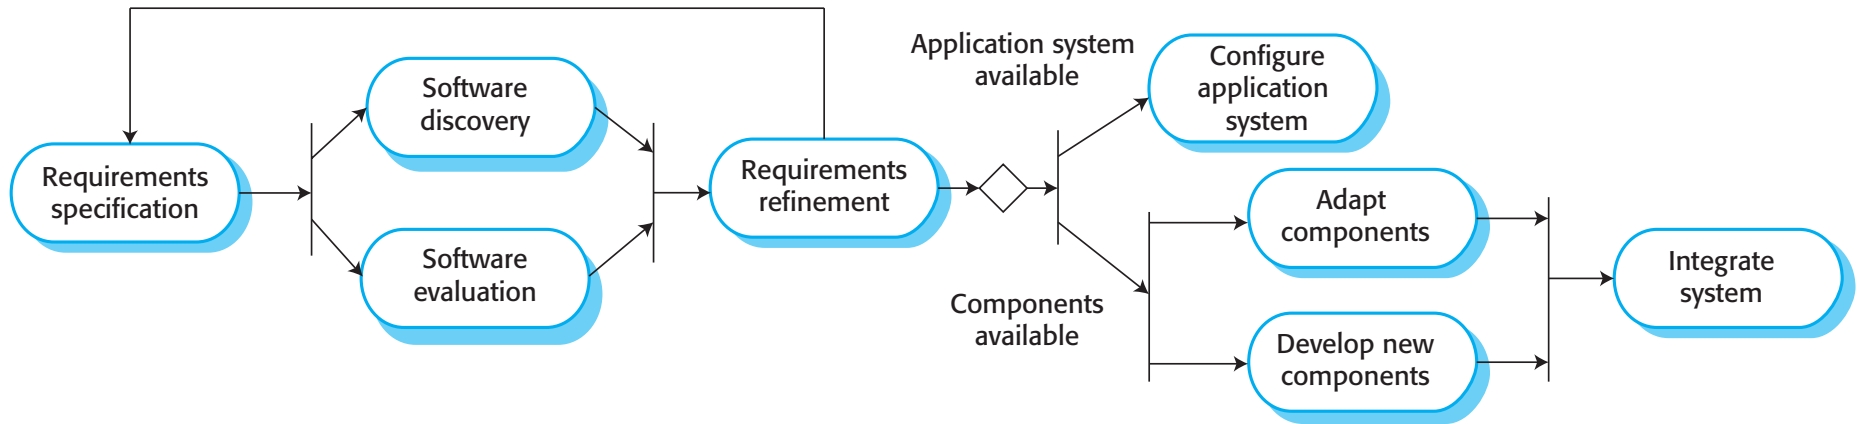 Requirements
specification
Software
discovery
Software
evaluation
Requirements
refinement
Application system
available
Components
available
Configure
application
system
Adapt
components
Develop new
components
Integrate
system